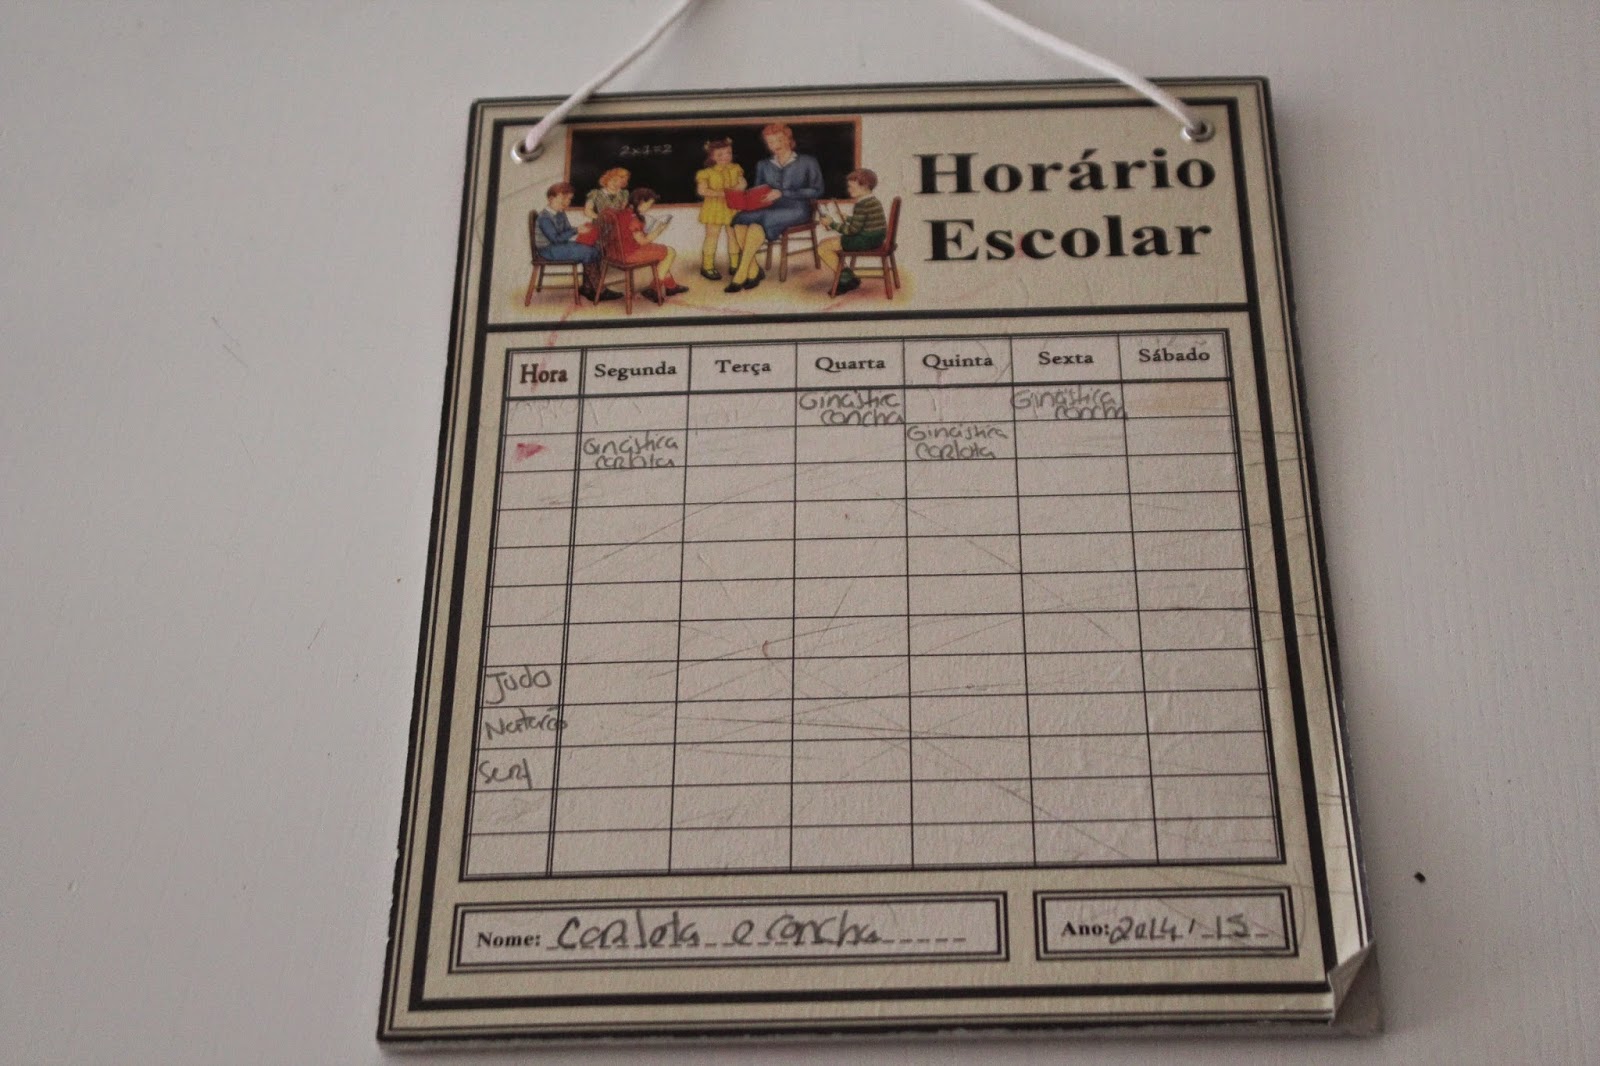 2x1=2
Horário
Escolar
Hora Segunda Terça Quarta Quinta Sexta Sábado
Ginástica Ginástica
concha concha
Ginástica Ginástica
carlota carlota
Judo
Natação
Surf
Nome: Carlota e concha
Ano: 2014/15